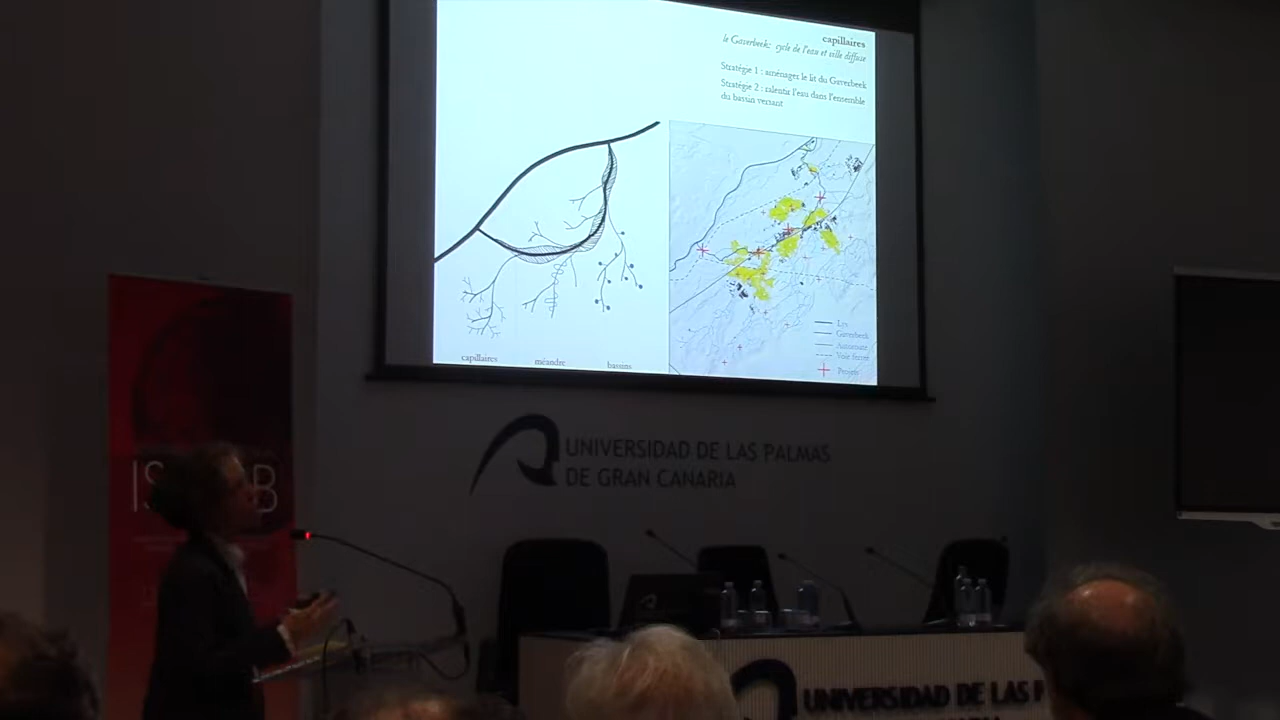 capillaires
le Gaverbeek: cycle de l'eau et ville diffuse
Stratégie 1 : aménager le lit du Gaverbeek
Stratégie 2 : ralentir l'eau dans l'ensemble
du bassin versant
capillaires
méandre
bassins
Lys
Gaverbeek
Autoroute
Voie ferrée
Projets
UNIVERSIDAD DE LAS PALMAS
DE GRAN CANARIA
UNIVERSIDAD DE LAS P